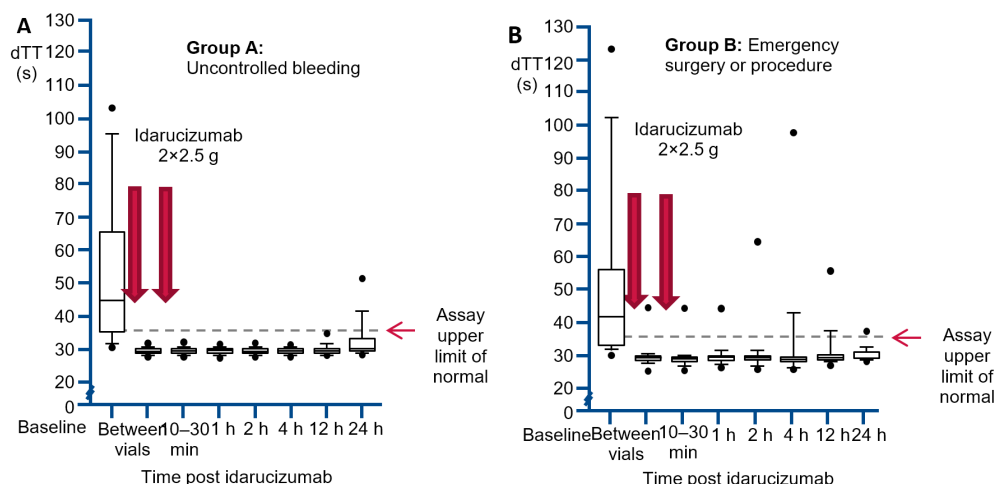 A
dTT
(s)
130
120
110
100
90
80
70
60
50
40
30
20
0
Group A:
Uncontrolled bleeding
Idarucizumab
2×2.5 g
Assay
upper
limit of
normal
Baseline Between 10–30 1 h 2 h 4 h 12 h 24 h
vials min
Time post idarucizumab
B
dTT
(s)
130
120
110
100
90
80
70
60
50
40
30
20
0
Group B: Emergency
surgery or procedure
Idarucizumab
2×2.5 g
Assay
upper
limit of
normal
Baseline Between 10–30 1 h 2 h 4 h 12 h 24 h
vials min
Time post idarucizumab